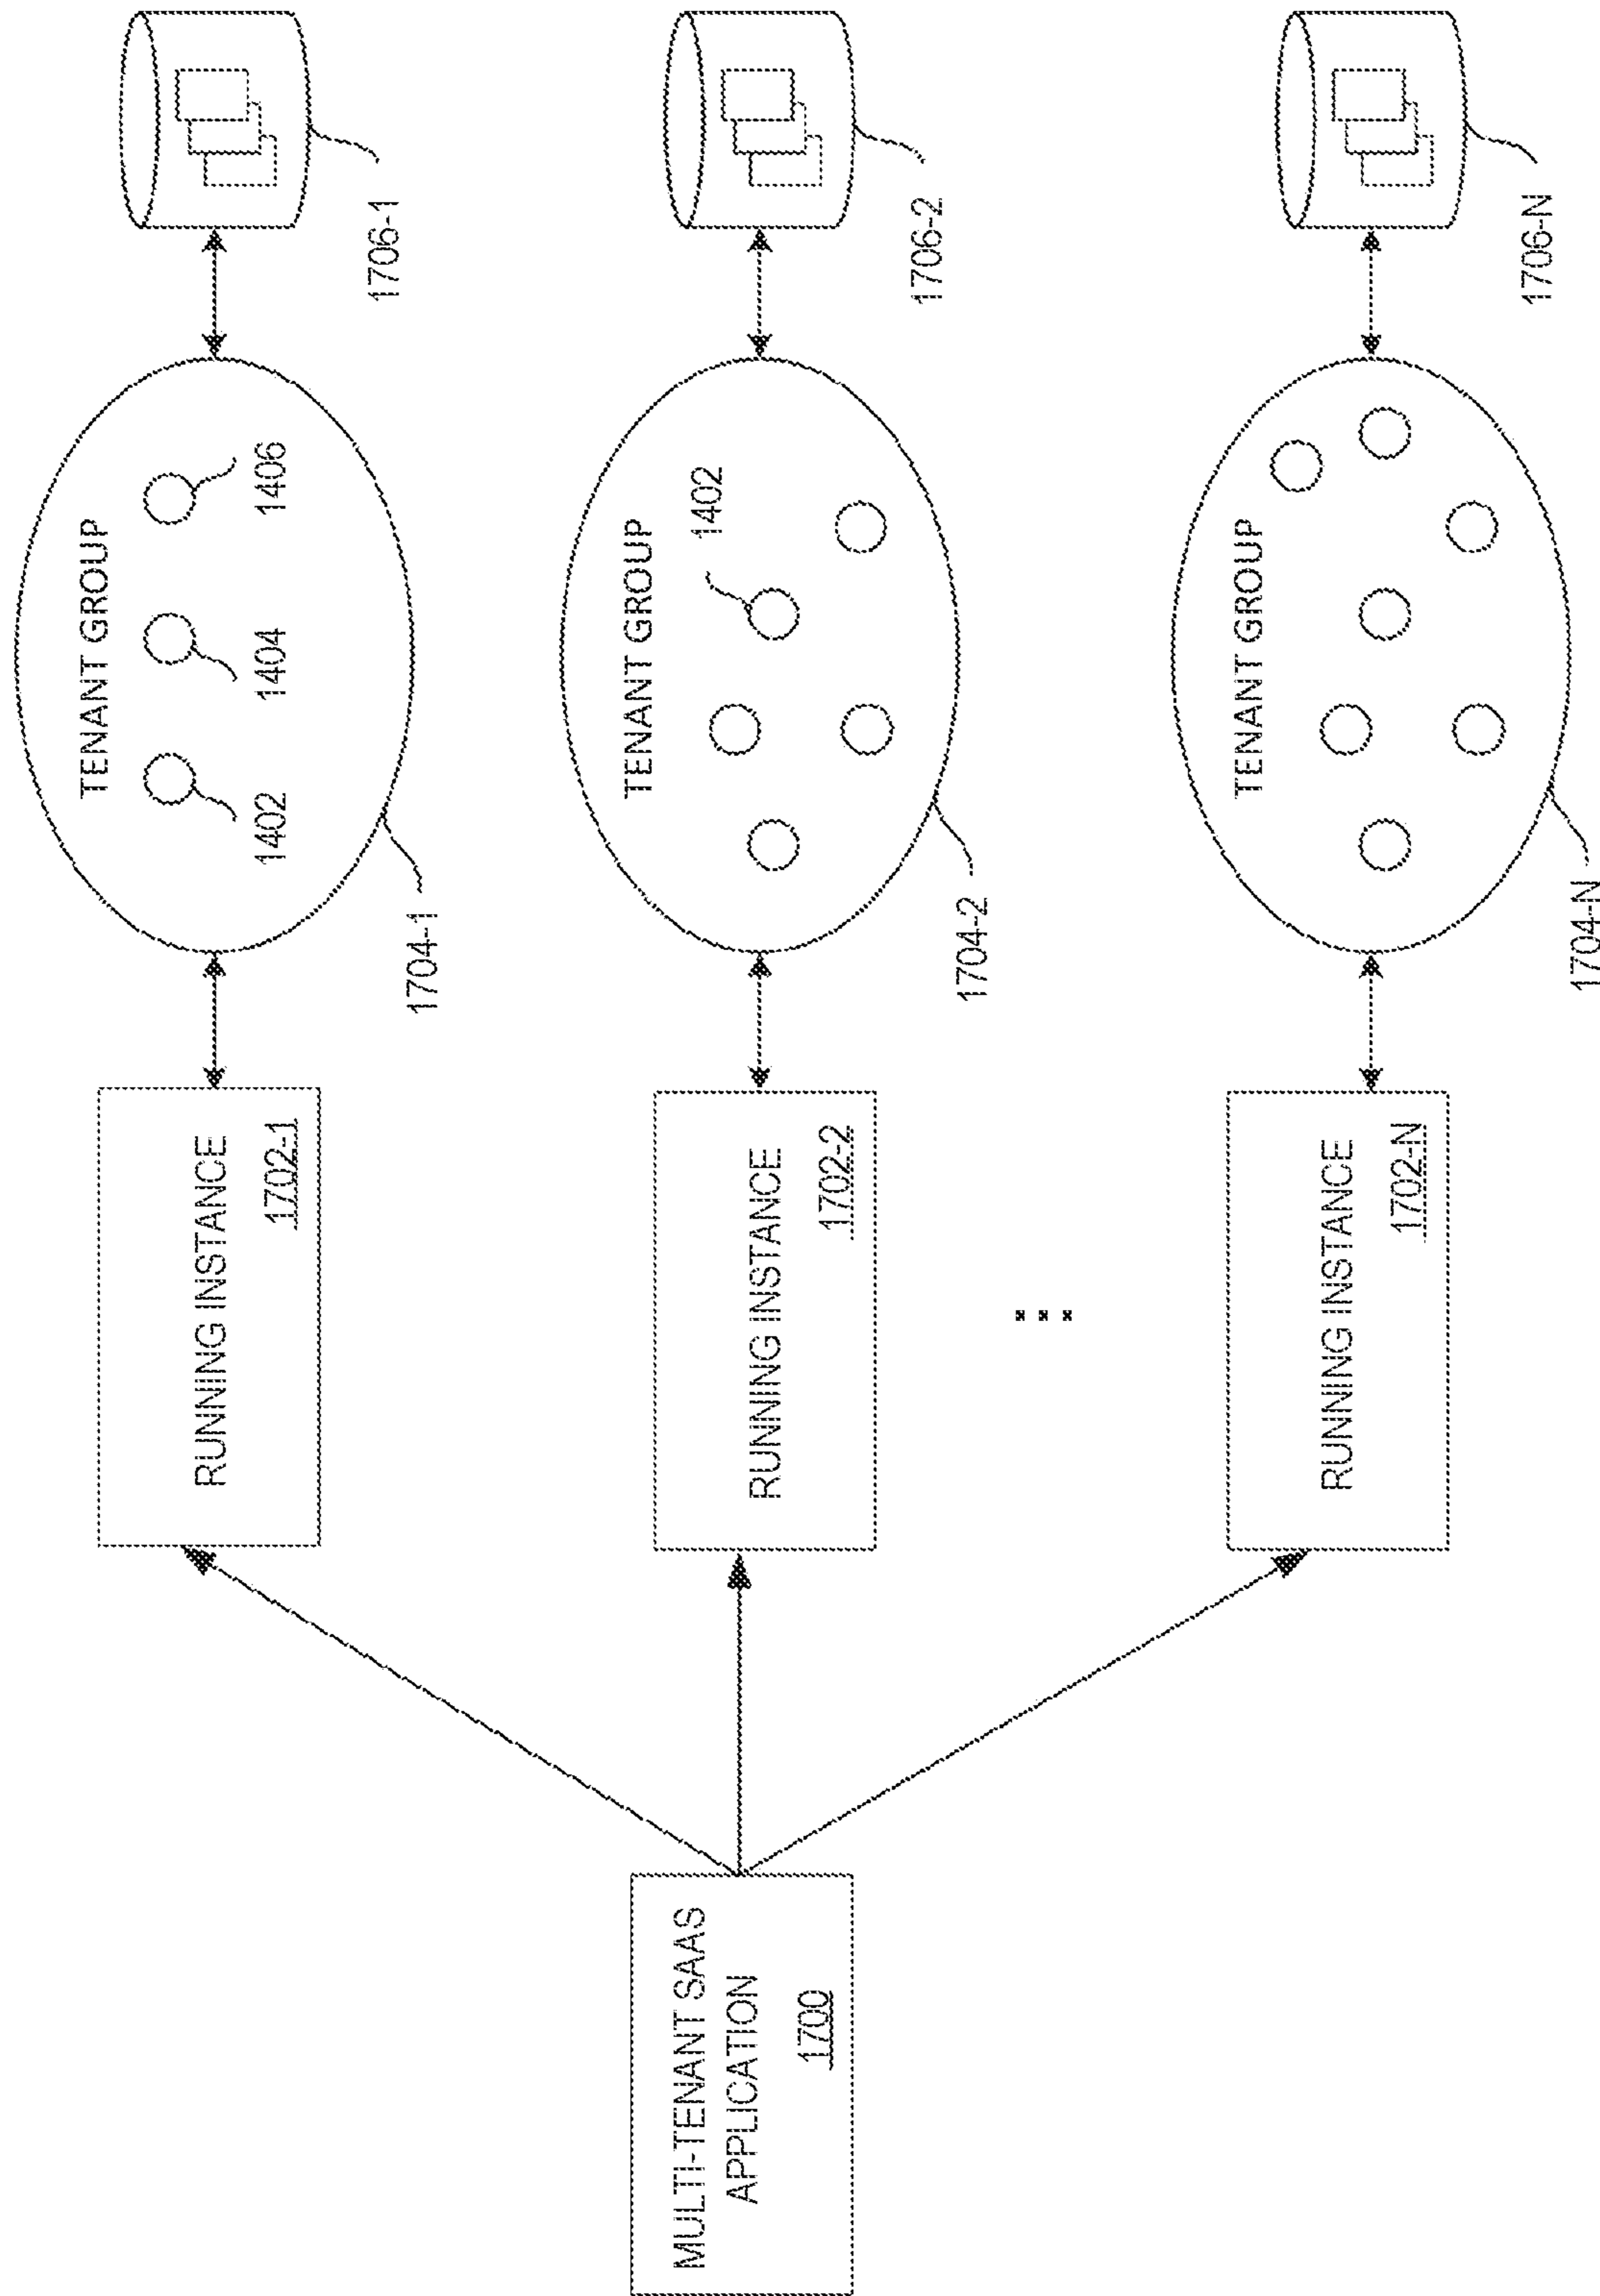 MULTI-TENANT SAAS
APPLICATION
1700
RUNNING INSTANCE
1702-1
TENANT GROUP
1402
1404
1406
1704-1
1706-1
RUNNING INSTANCE
1702-2
TENANT GROUP
1402
1704-2
1706-2
...
RUNNING INSTANCE
1702-N
TENANT GROUP
1704-N
1706-N